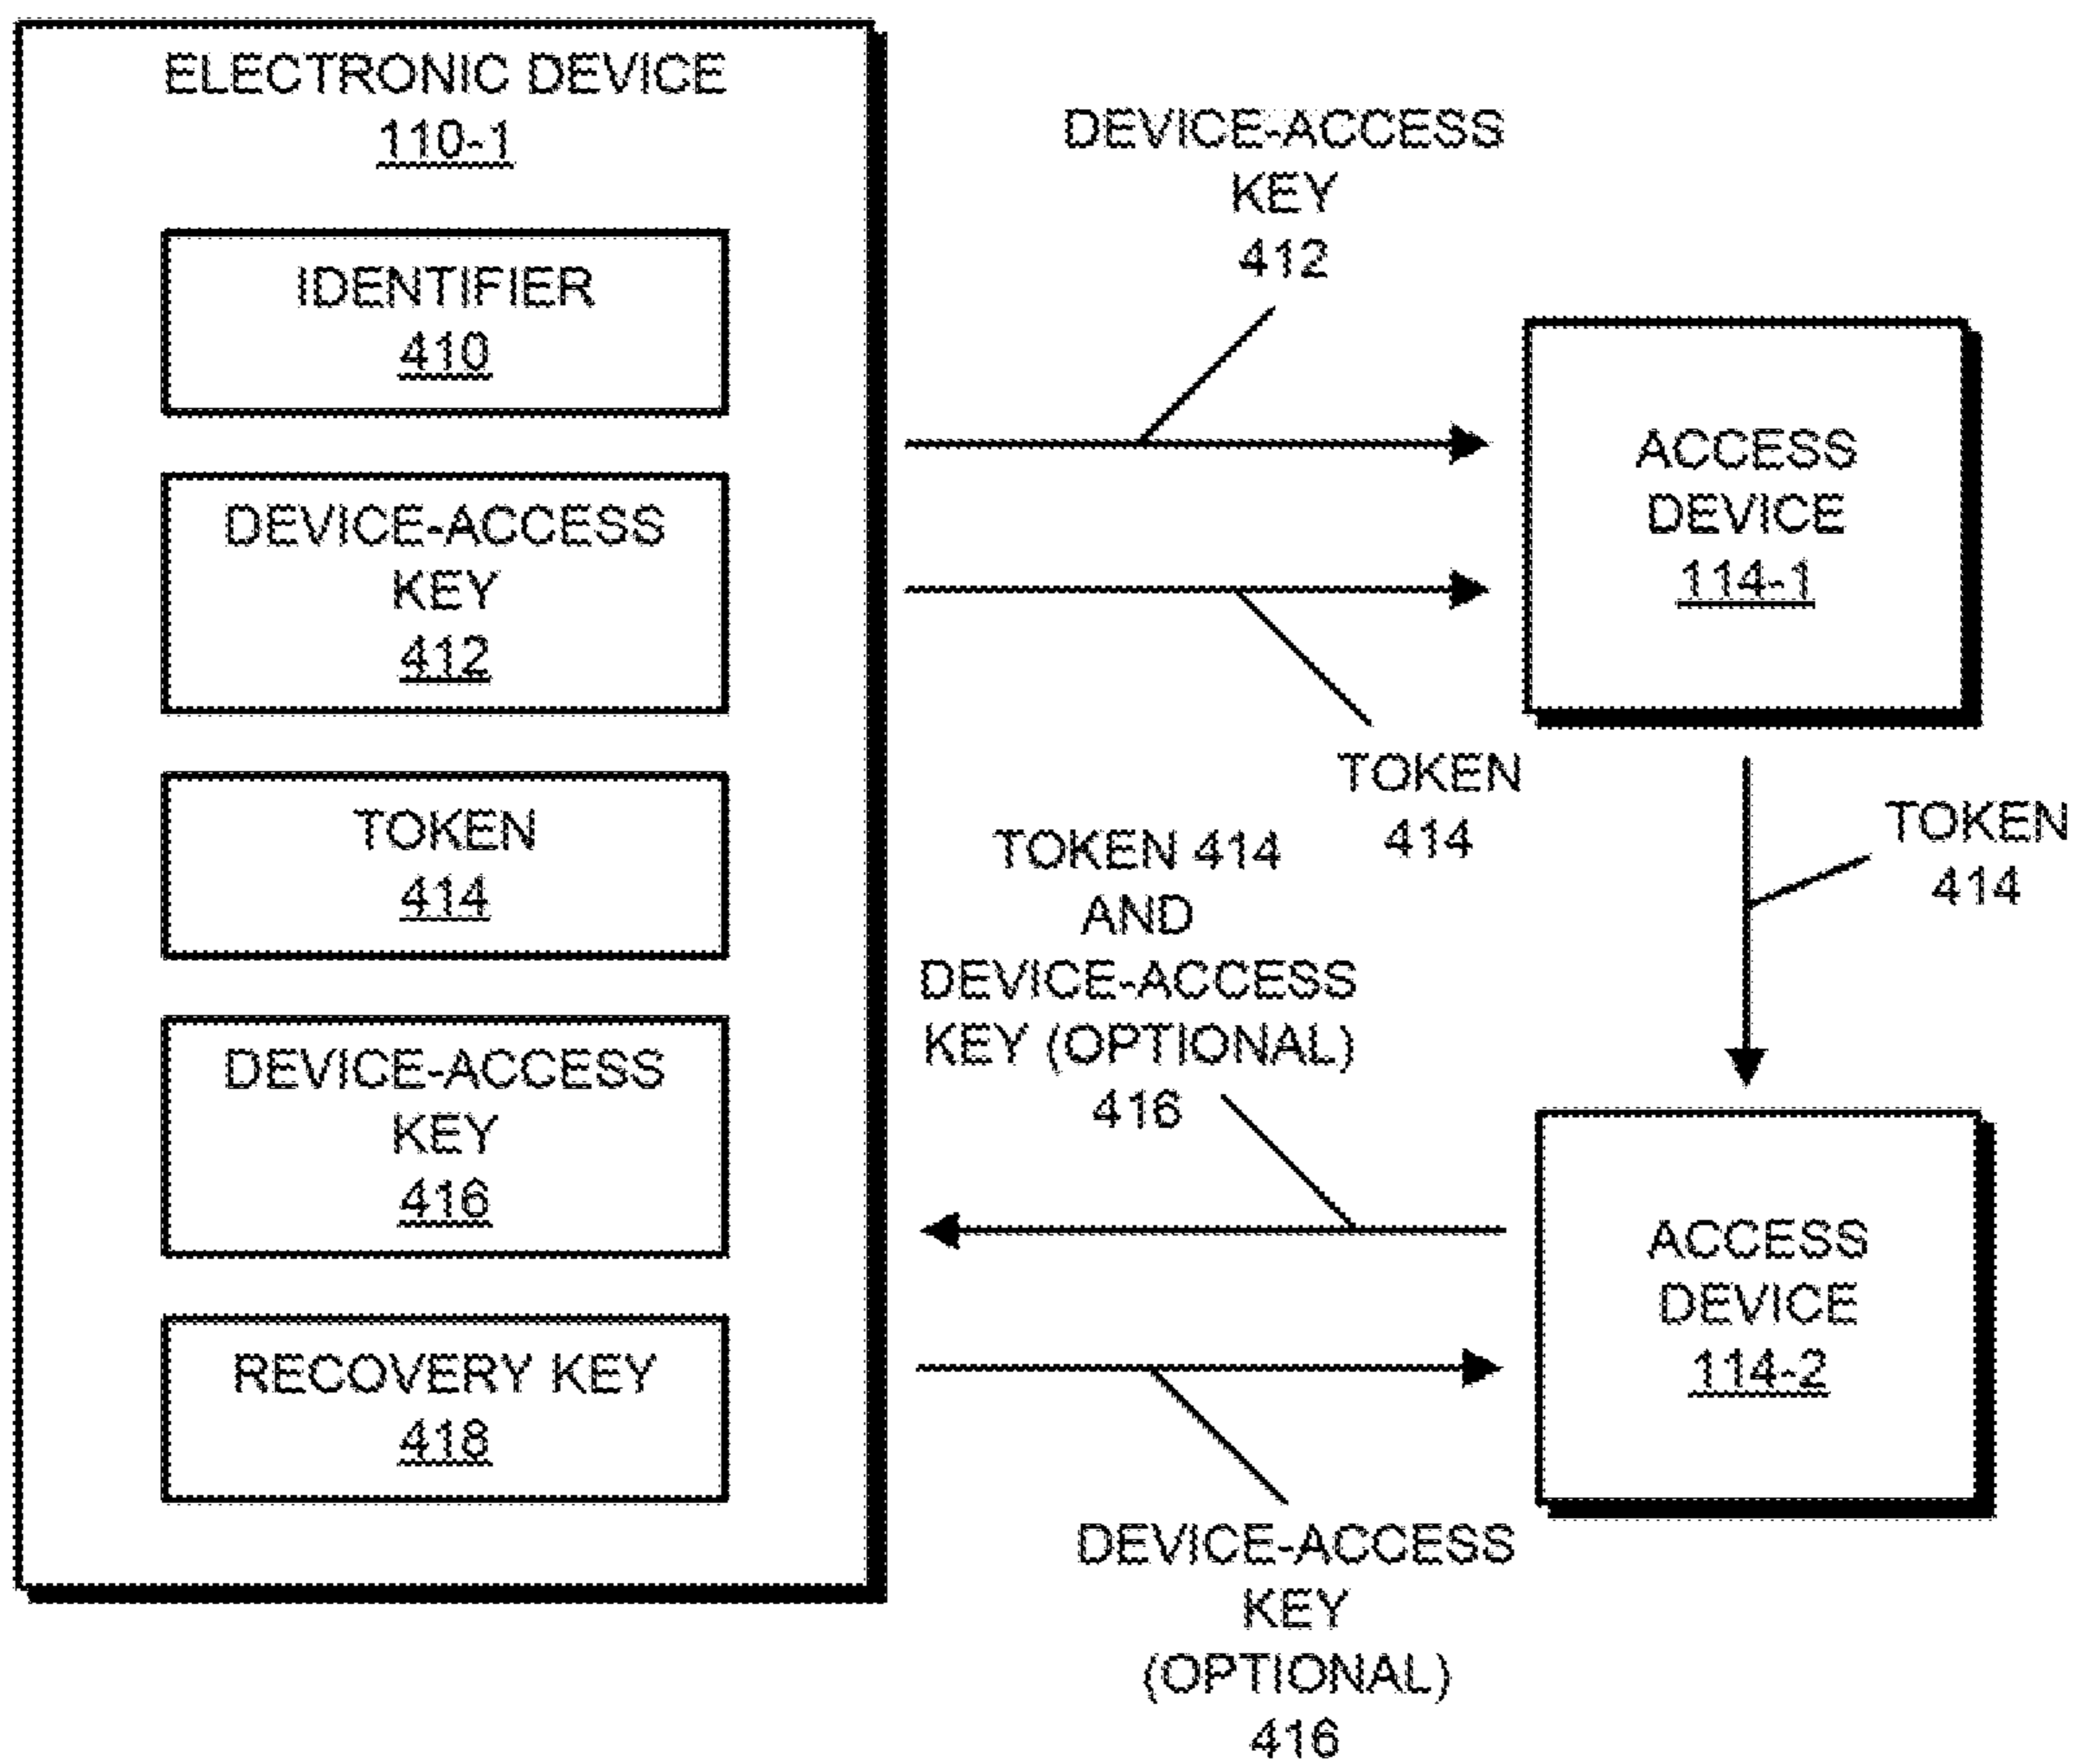 ELECTRONIC DEVICE
110-1
IDENTIFIER
410
DEVICE-ACCESS
KEY
412
TOKEN
414
DEVICE-ACCESS
KEY
416
RECOVERY KEY
418
DEVICE-ACCESS
KEY
412
ACCESS
DEVICE
114-1
TOKEN
414
TOKEN
414
TOKEN 414
AND
DEVICE-ACCESS
KEY (OPTIONAL)
416
ACCESS
DEVICE
114-2
DEVICE-ACCESS
KEY
(OPTIONAL)
416